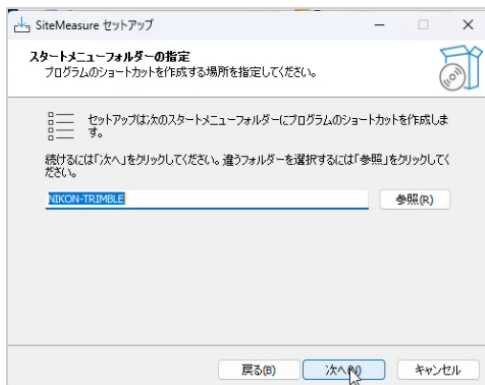 SiteMeasure セットアップ
スタートメニューフォルダーの指定
プログラムのショートカットを作成する場所を指定してください。
セットアップは次のスタートメニューフォルダーにプログラムのショートカットを作成しま
す。
続けるには「次へ」をクリックしてください。違うフォルダーを選択するには「参照」をクリックしてく
ださい。
NIKON-TRIMBLE
参照(R)
戻る(B)
次へ(N)
キャンセル